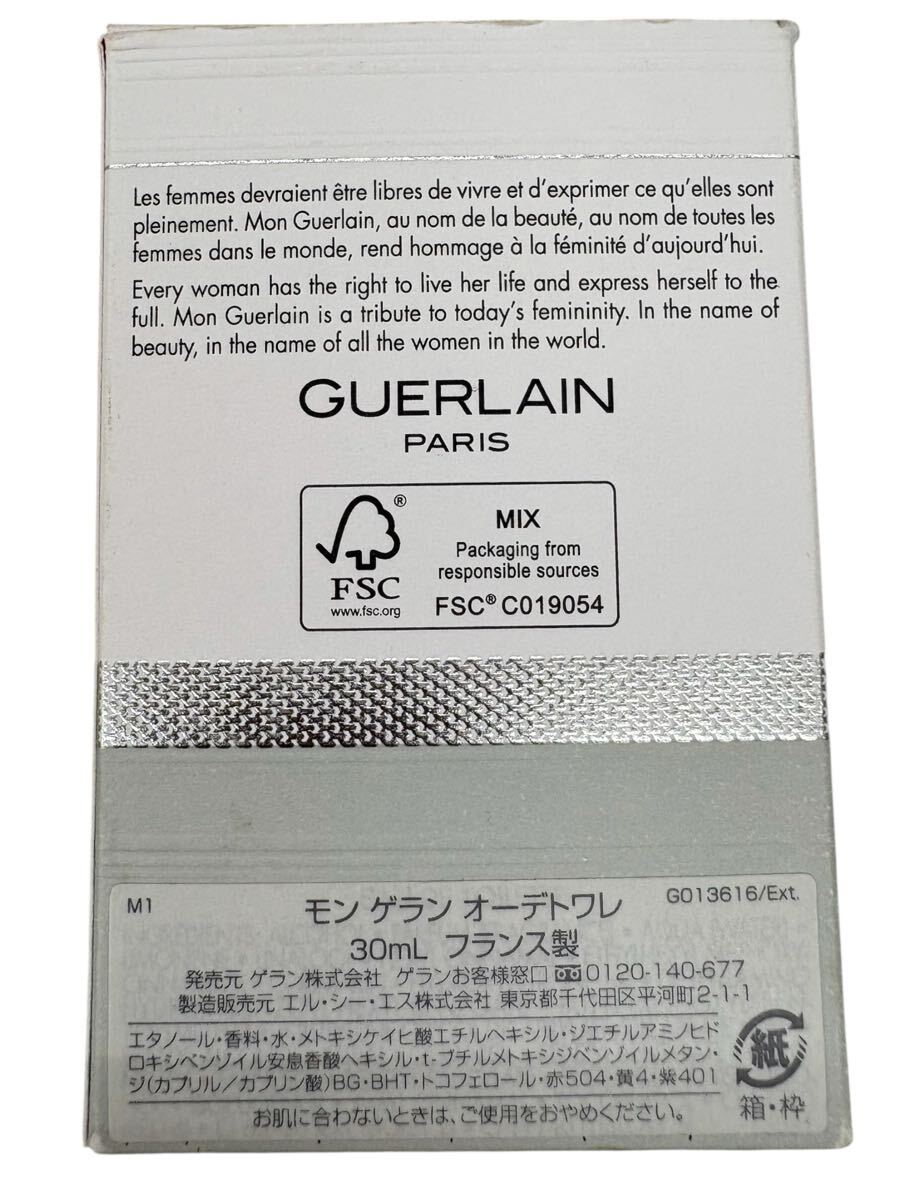 Les femmes devraient être libres de vivre et d'exprimer ce qu'elles sont
pleinement. Mon Guerlain, au nom de la beauté, au nom de toutes les
femmes dans le monde, rend hommage à la féminité d'aujourd'hui.
Every woman has the right to live her life and express herself to the
full. Mon Guerlain is a tribute to today's femininity. In the name of
beauty, in the name of all the women in the world.
GUERLAIN
PARIS
®
FSC
www.fsc.org
MIX
Packaging from
responsible sources
FSC® C019054
M1
モン ゲラン オーデトワレ
G013616/Ext.
30mL フランス製
発売元 ゲラン株式会社 ゲランお客様窓口 0120-140-677
製造販売元 エル・シー・エス株式会社 東京都千代田区平河町2-1-1
エタノール・香料・水・メトキシケイヒ酸エチルヘキシル・ジエチルアミノヒド
ロキシベンゾイル安息香酸ヘキシル・t-ブチルメトキシジベンゾイルメタン・
ジ(カプリル/カプリン酸)BG・BHT・トコフェロール・赤504・黄4・紫401
お肌に合わないときは、ご使用をおやめください。
紙
箱・枠